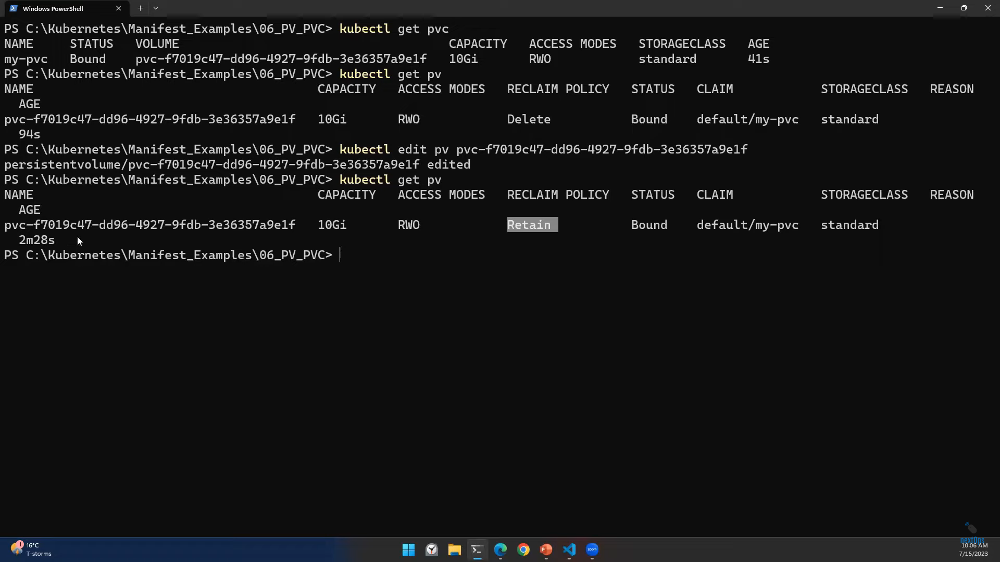 Windows PowerShell
PS C:\Kubernetes\Manifest_Examples\06_PV_PVC> kubectl get pvc
NAME     STATUS   VOLUME                                     CAPACITY   ACCESS MODES   STORAGECLASS   AGE
my-pvc   Bound    pvc-f7019c47-dd96-4927-9fdb-3e36357a9e1f   10Gi       RWO            standard       41s
PS C:\Kubernetes\Manifest_Examples\06_PV_PVC> kubectl get pv
NAME                                       CAPACITY   ACCESS MODES   RECLAIM POLICY   STATUS   CLAIM            STORAGECLASS   REASON
AGE
pvc-f7019c47-dd96-4927-9fdb-3e36357a9e1f   10Gi       RWO            Delete           Bound    default/my-pvc   standard
94s
PS C:\Kubernetes\Manifest_Examples\06_PV_PVC> kubectl edit pv pvc-f7019c47-dd96-4927-9fdb-3e36357a9e1f
persistentvolume/pvc-f7019c47-dd96-4927-9fdb-3e36357a9e1f edited
PS C:\Kubernetes\Manifest_Examples\06_PV_PVC> kubectl get pv
NAME                                       CAPACITY   ACCESS MODES   RECLAIM POLICY   STATUS   CLAIM            STORAGECLASS   REASON
AGE
pvc-f7019c47-dd96-4927-9fdb-3e36357a9e1f   10Gi       RWO            Retain           Bound    default/my-pvc   standard
2m28s
PS C:\Kubernetes\Manifest_Examples\06_PV_PVC>
nextOps
1
16°C
T-storms
zoom
10:06 AM
7/15/2023